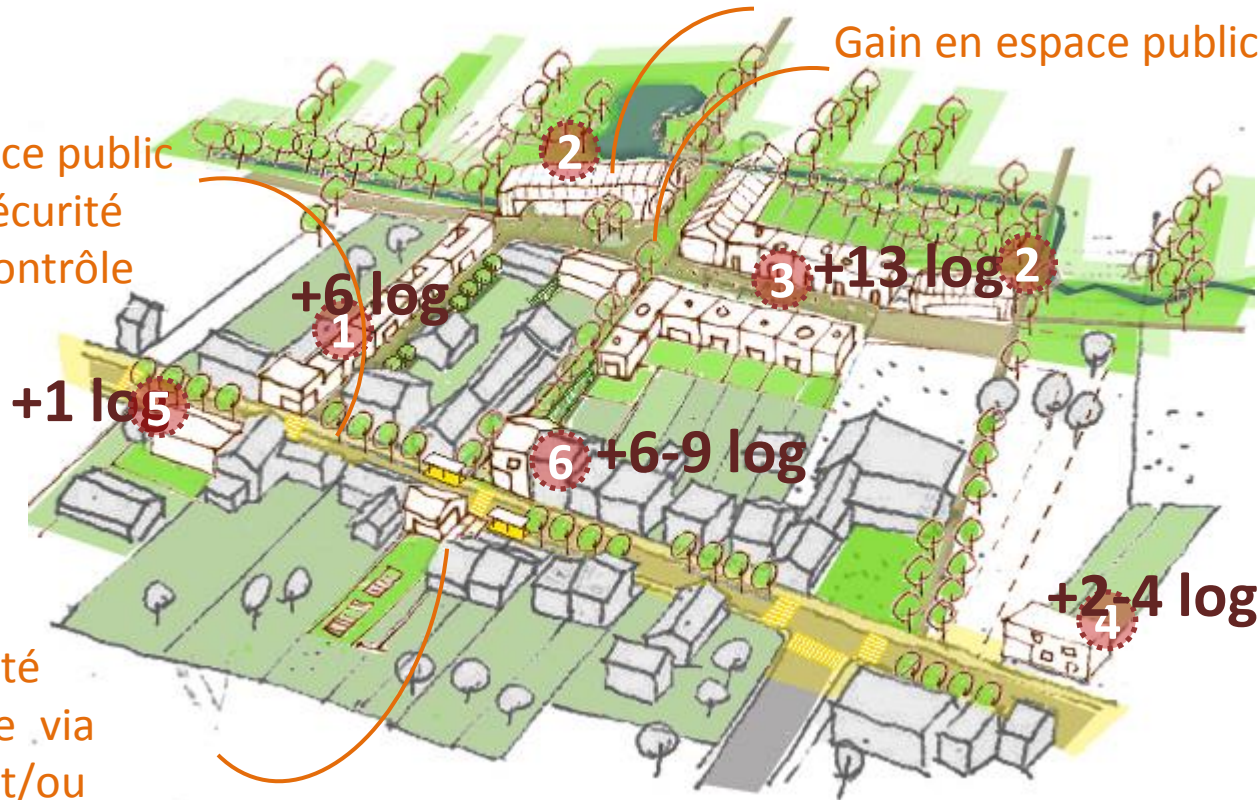 Gain en espace public
ce public
écurité
ontrôle
2
+6 log
1
3
+13 log
2
+1 log
5
6
+6-9 log
+2-4 log
4
té
e via
t/ou